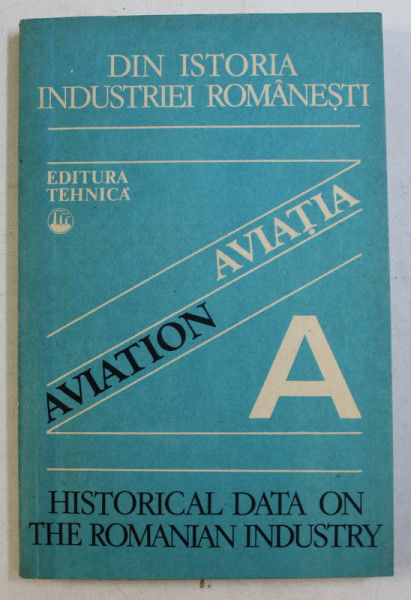 DIN ISTORIA
INDUSTRIEI ROMÂNEȘTI
EDITURA
TEHNICĂ
AVIAȚIA
AVIATION
A
HISTORICAL DATA ON
THE ROMANIAN INDUSTRY